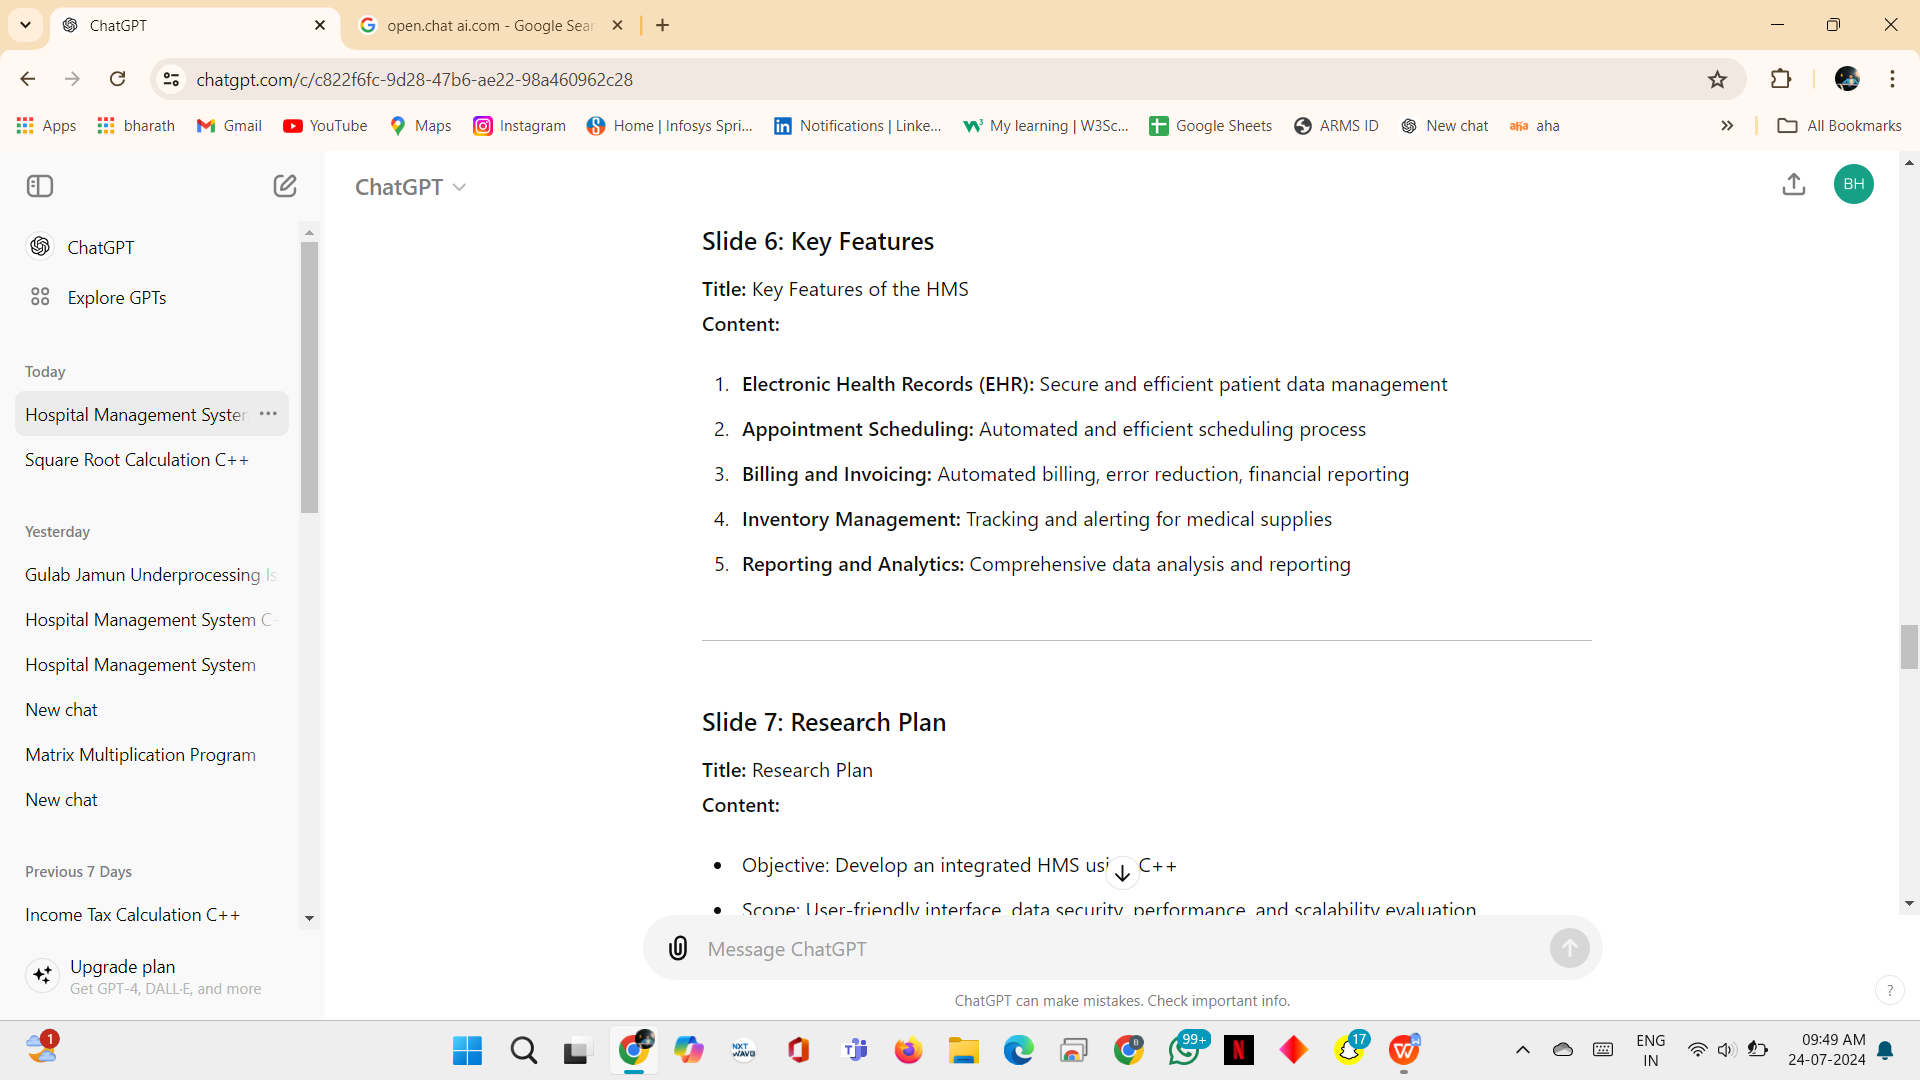 ChatGPT
open.chat ai.com - Google Sear
chatgpt.com/c/c822f6fc-9d28-47b6-ae22-98a460962c28
Apps
bharath
Gmail
YouTube
Maps
Instagram
Home | Infosys Spri...
Notifications | Linke...
My learning | W3Sc...
Google Sheets
ARMS ID
New chat
aha
aha
All Bookmarks
ChatGPT
BH
ChatGPT
Explore GPTs
Today
Hospital Management System
Square Root Calculation C++
Yesterday
Gulab Jamun Underprocessing Is
Hospital Management System C
Hospital Management System
New chat
Matrix Multiplication Program
New chat
Previous 7 Days
Income Tax Calculation C++
Upgrade plan
Get GPT-4, DALL·E, and more
Slide 6: Key Features
Title: Key Features of the HMS
Content:
1. Electronic Health Records (EHR): Secure and efficient patient data management
2. Appointment Scheduling: Automated and efficient scheduling process
3. Billing and Invoicing: Automated billing, error reduction, financial reporting
4. Inventory Management: Tracking and alerting for medical supplies
5. Reporting and Analytics: Comprehensive data analysis and reporting
Slide 7: Research Plan
Title: Research Plan
Content:
• Objective: Develop an integrated HMS using C++
• Scope: User-friendly interface, data security, performance, and scalability evaluation
Message ChatGPT
ChatGPT can make mistakes. Check important info.
?
1
NXT
WAVE
99+
17
ENG
IN
09:49 AM
24-07-2024